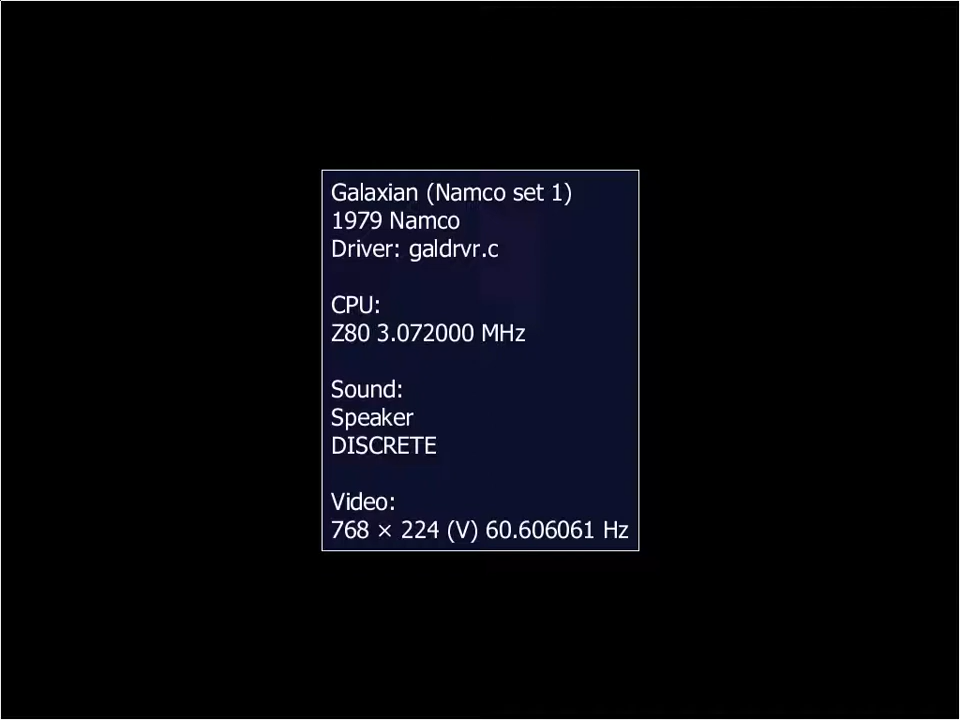 Galaxian (Namco set 1)
1979 Namco
Driver: galdrvr.c
CPU:
Z80 3.072000 MHz
Sound:
Speaker
DISCRETE
Video:
768 × 224 (V) 60.606061 Hz